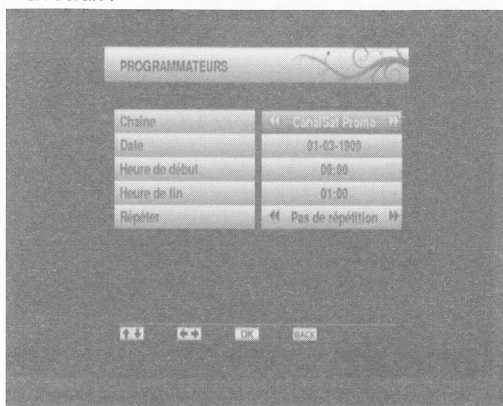 PROGRAMMATEURS
Chaîne CanalSat Promo
Date 01-03-1900
Heure de début 00:00
Heure de fin 01:00
Répéter Pas de répétition
OK BACK